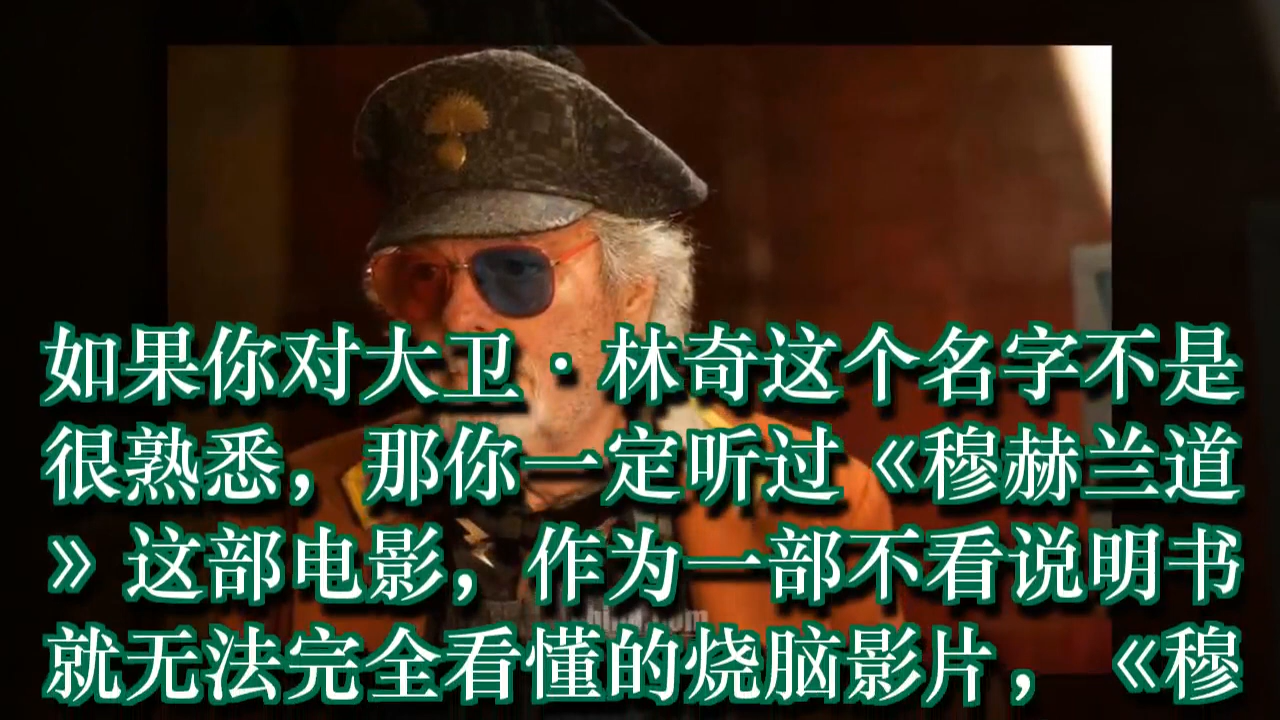 如果你对大卫·林奇这个名字不是
很熟悉，那你一定听过《穆赫兰道
》这部电影，作为一部不看说明书
就无法完全看懂的烧脑影片，《穆